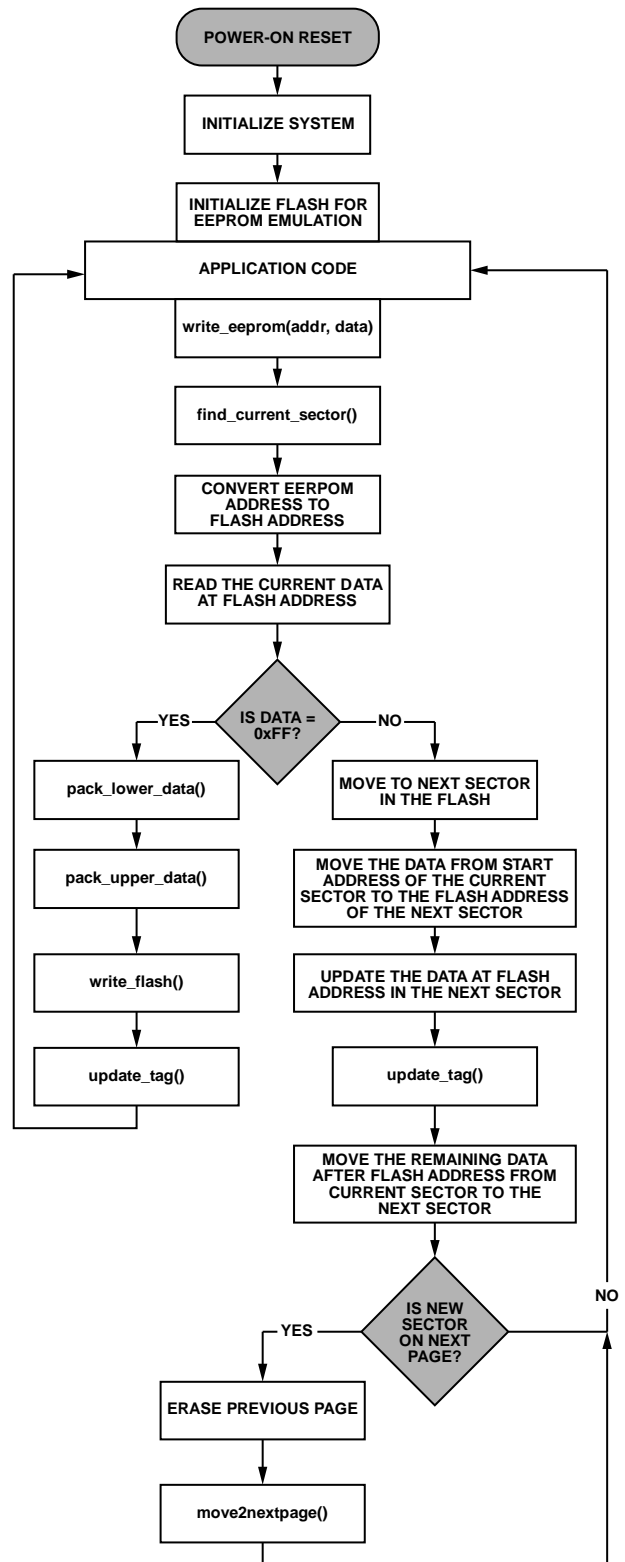 POWER-ON RESET
INITIALIZE SYSTEM
INITIALIZE FLASH FOR
EEPROM EMULATION
APPLICATION CODE
write_eeprom(addr, data)
find_current_sector()
CONVERT EERPOM
ADDRESS TO
FLASH ADDRESS
READ THE CURRENT DATA
AT FLASH ADDRESS
IS DATA =
0xFF?
YES
NO
pack_lower_data()
pack_upper_data()
write_flash()
update_tag()
MOVE TO NEXT SECTOR
IN THE FLASH
MOVE THE DATA FROM START
ADDRESS OF THE CURRENT
SECTOR TO THE FLASH ADDRESS
OF THE NEXT SECTOR
UPDATE THE DATA AT FLASH
ADDRESS IN THE NEXT SECTOR
update_tag()
MOVE THE REMAINING DATA
AFTER FLASH ADDRESS FROM
CURRENT SECTOR TO THE
NEXT SECTOR
IS NEW
SECTOR
ON NEXT
PAGE?
YES
NO
ERASE PREVIOUS PAGE
move2nextpage()